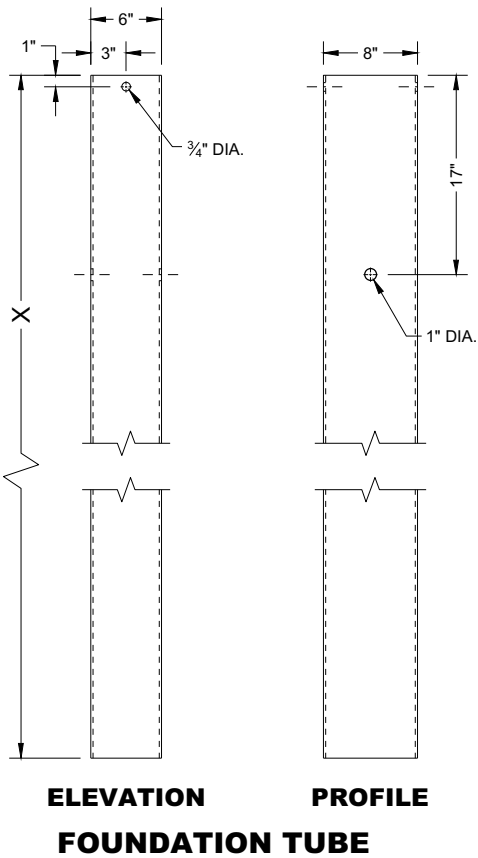 6"
1"
3"
8"
¾" DIA.
17"
X
1" DIA.
ELEVATION
PROFILE
FOUNDATION TUBE